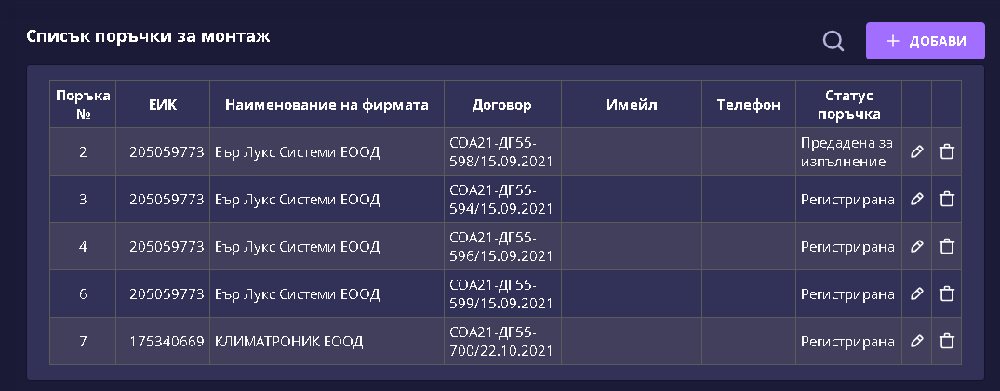 Списък поръчки за монтаж
+ ДОБАВИ
Поръка № ЕИК Наименование на фирмата Договор Имейл Телефон Статус поръчка
2 205059773 Еър Лукс Системи ЕООД СОА21-ДГ55-598/15.09.2021 Предадена за изпълнение
3 205059773 Еър Лукс Системи ЕООД СОА21-ДГ55-594/15.09.2021 Регистрирана
4 205059773 Еър Лукс Системи ЕООД СОА21-ДГ55-596/15.09.2021 Регистрирана
6 205059773 Еър Лукс Системи ЕООД СОА21-ДГ55-599/15.09.2021 Регистрирана
7 175340669 КЛИМАТРОНИК ЕООД СОА21-ДГ55-700/22.10.2021 Регистрирана